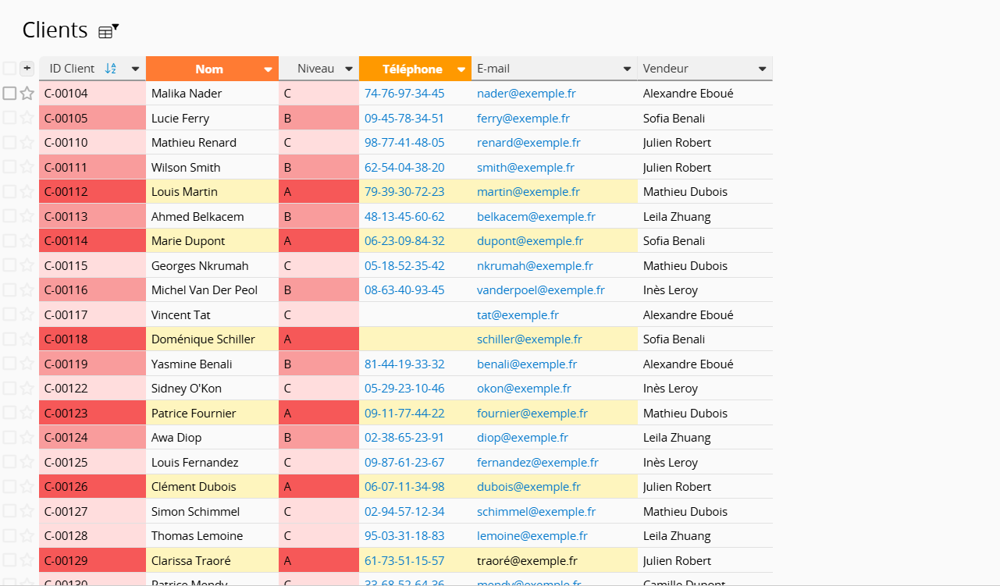 Clients
+ ID Client Nom Niveau Téléphone E-mail Vendeur
C-00104 Malika Nader C 74-76-97-34-45 nader@exemple.fr Alexandre Eboué
C-00105 Lucie Ferry B 09-45-78-34-51 ferry@exemple.fr Sofia Benali
C-00110 Mathieu Renard C 98-77-41-48-05 renard@exemple.fr Julien Robert
C-00111 Wilson Smith B 62-54-04-38-20 smith@exemple.fr Julien Robert
C-00112 Louis Martin A 79-39-30-72-23 martin@exemple.fr Mathieu Dubois
C-00113 Ahmed Belkacem B 48-13-45-60-62 belkacem@exemple.fr Leila Zhuang
C-00114 Marie Dupont A 06-23-09-84-32 dupont@exemple.fr Sofia Benali
C-00115 Georges Nkrumah C 05-18-52-35-42 nkrumah@exemple.fr Mathieu Dubois
C-00116 Michel Van Der Peol B 08-63-40-93-45 vanderpoel@exemple.fr Inès Leroy
C-00117 Vincent Tat C tat@exemple.fr Alexandre Eboué
C-00118 Doménique Schiller A schiller@exemple.fr Sofia Benali
C-00119 Yasmine Benali B 81-44-19-33-32 benali@exemple.fr Alexandre Eboué
C-00122 Sidney O'Kon C 05-29-23-10-46 okon@exemple.fr Inès Leroy
C-00123 Patrice Fournier A 09-11-77-44-22 fournier@exemple.fr Mathieu Dubois
C-00124 Awa Diop B 02-38-65-23-91 diop@exemple.fr Leila Zhuang
C-00125 Louis Fernandez C 09-87-61-23-67 fernandez@exemple.fr Inès Leroy
C-00126 Clément Dubois A 06-07-11-34-98 dubois@exemple.fr Julien Robert
C-00127 Simon Schimmel C 02-94-57-12-34 schimmel@exemple.fr Mathieu Dubois
C-00128 Thomas Lemoine C 95-03-31-18-83 lemoine@exemple.fr Leila Zhuang
C-00129 Clarissa Traoré A 61-73-51-15-57 traoré@exemple.fr Julien Robert
C-00130 Patrice Mendy C 33-68-52-64-36 mendy@exemple.fr Camille Dupont